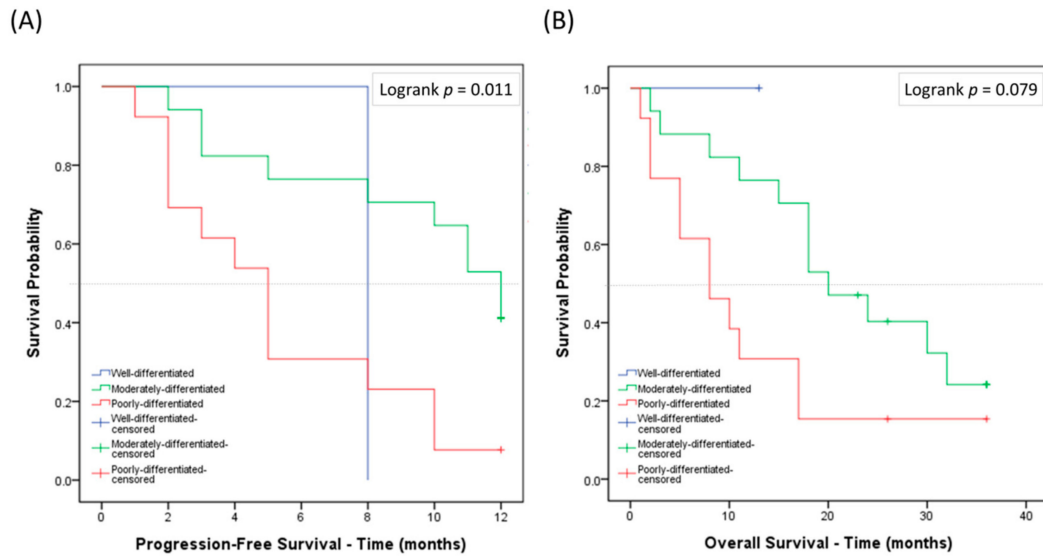 (A)
Logrank p = 0.011
1.0
0.8
0.6
0.4
0.2
0.0
Survival Probability
Well-differentiated
Moderately-differentiated
Poorly-differentiated
Well-differentiated-
censored
Moderately-differentiated-
censored
Poorly-differentiated-
censored
0
2
4
6
8
10
12
Progression-Free Survival - Time (months)
(B)
Logrank p = 0.079
1.0
0.8
0.6
0.4
0.2
0.0
Survival Probability
Well-differentiated
Moderately-differentiated
Poorly-differentiated
Well-differentiated-
censored
Moderately-differentiated-
censored
Poorly-differentiated-
censored
0
10
20
30
40
Overall Survival - Time (months)